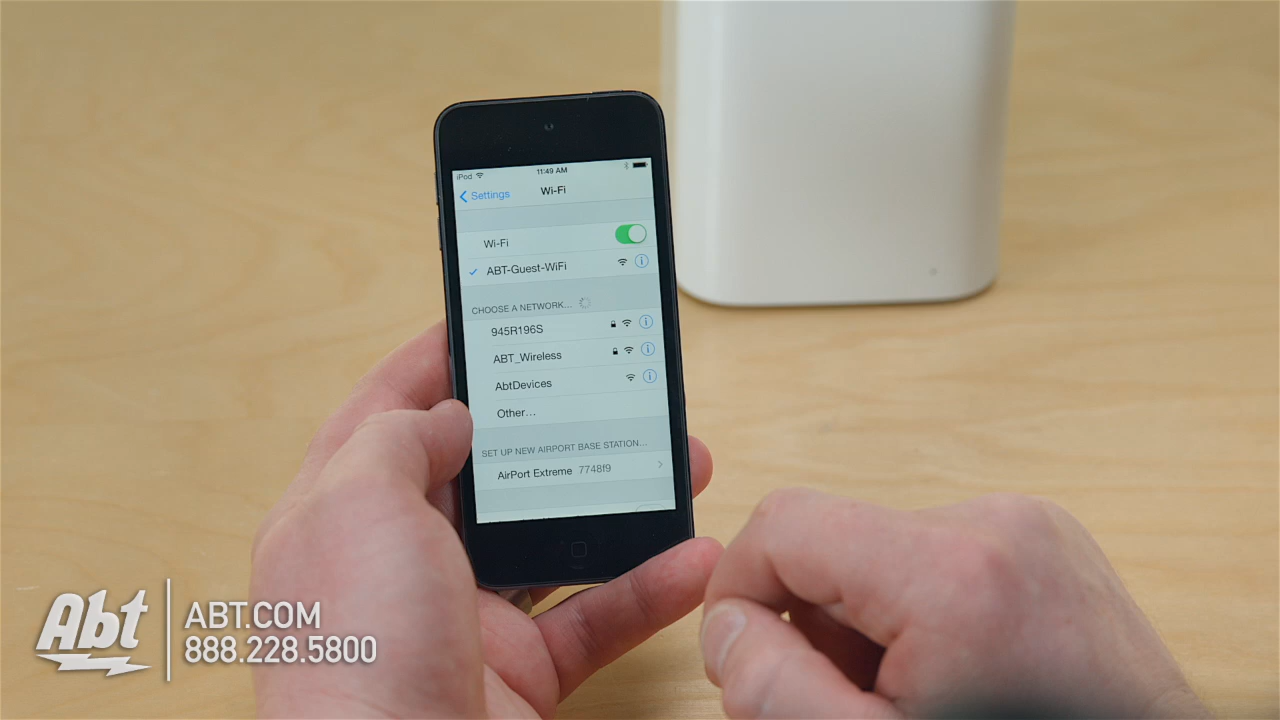 iPod
11:49 AM
Settings
Wi-Fi
Wi-Fi
ABT-Guest-WiFi
CHOOSE A NETWORK...
945R196S
ABT_Wireless
AbtDevices
Other...
SET UP NEW AIRPORT BASE STATION...
AirPort Extreme 7748f9
Abt
ABT.COM
888.228.5800